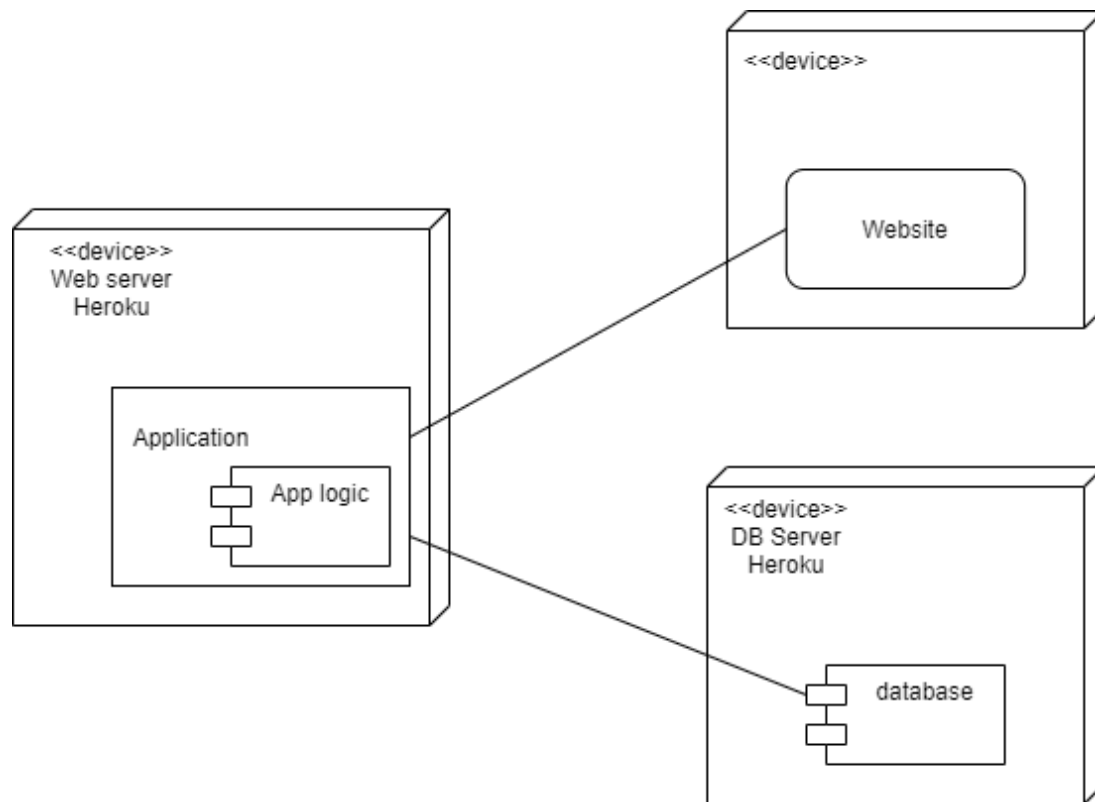 <<device>>
Website
<<device>>
Web server
Heroku
Application
App logic
<<device>>
DB Server
Heroku
database